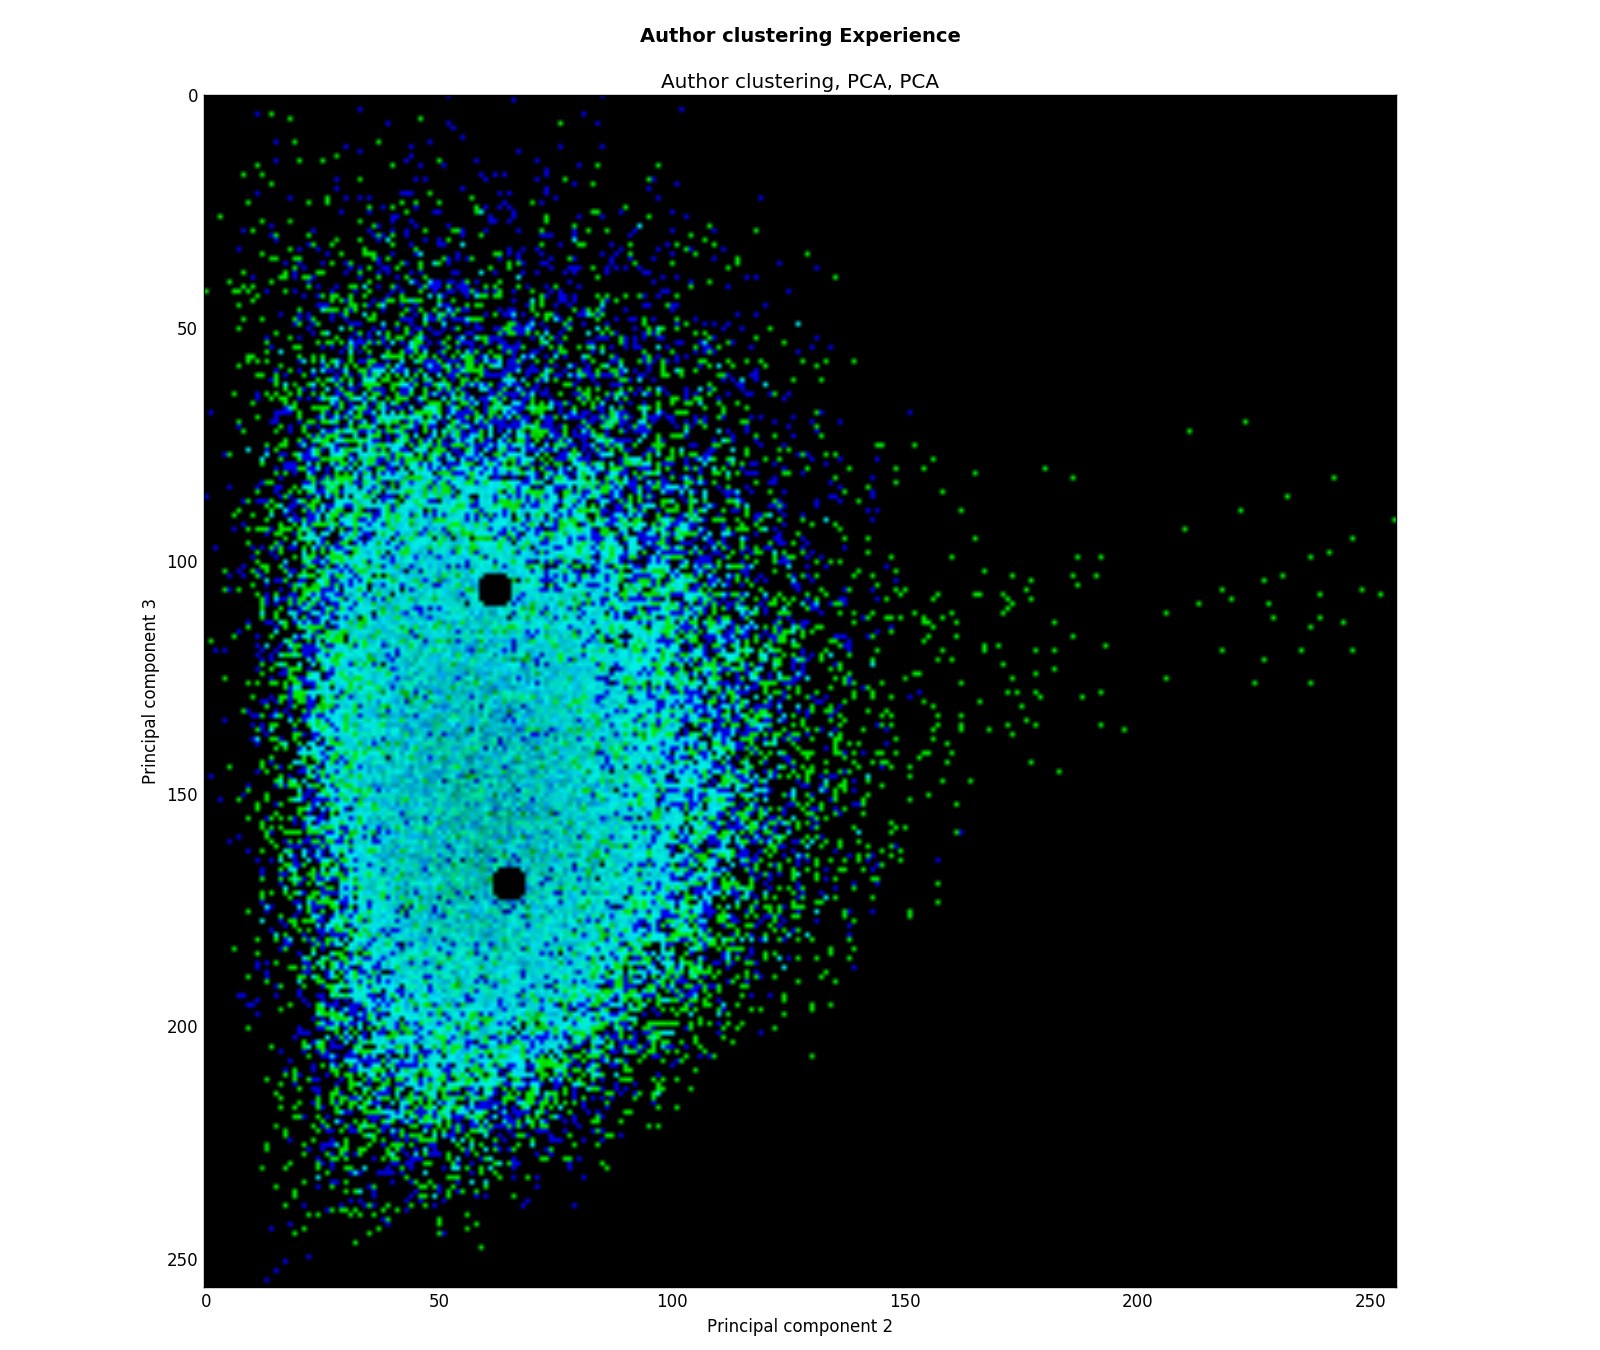 Author clustering Experience
Author clustering, PCA, PCA
0
50
100
150
200
250
Principal component 3
0 50 100 150 200 250
Principal component 2